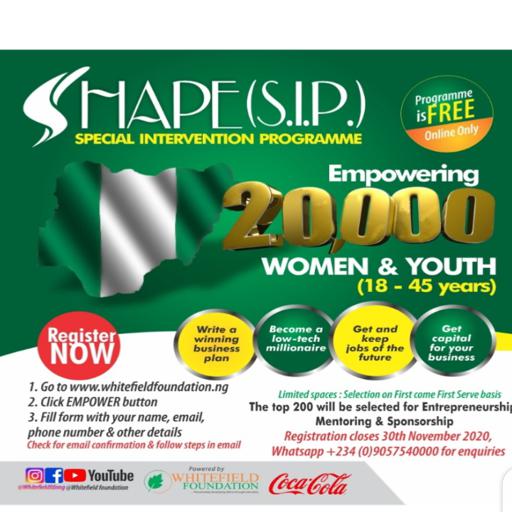 SHAPE(S.I.P.)
SPECIAL INTERVENTION PROGRAMME
Programme
is FREE
Online Only
Empowering
20,000
WOMEN & YOUTH
(18 - 45 years)
Register
NOW
Write a
winning
business
plan
Become a
low-tech
millionaire
Get and
keep
jobs of the
future
Get
capital
for your
business
1. Go to www.whitefieldfoundation.ng
2. Click EMPOWER button
3. Fill form with your name, email,
phone number & other details
Check for email confirmation & follow steps in email
Limited spaces : Selection on First come First Serve basis
The top 200 will be selected for Entrepreneurship
Mentoring & Sponsorship
Registration closes 30th November 2020,
Whatsapp +234 (0)9057540000 for enquiries
YouTube
@Whitefield foundation
Powered by
WHITEFIELD
FOUNDATION
Coca-Cola